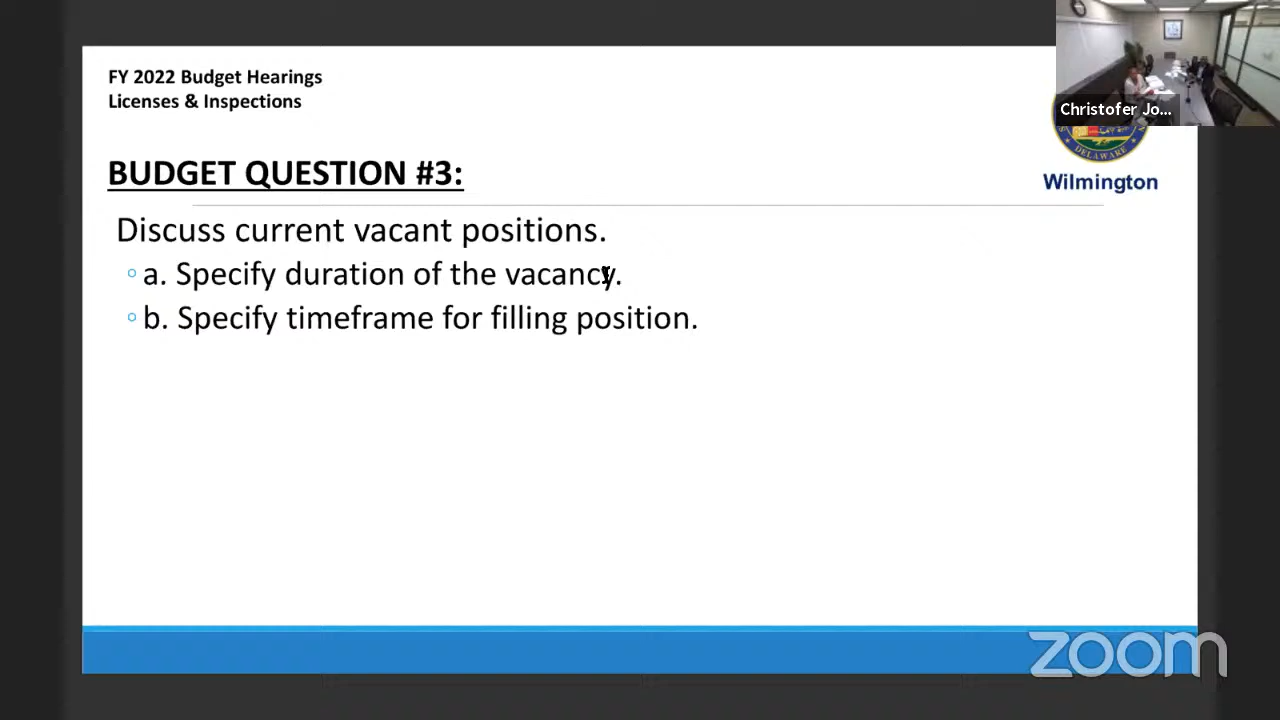 FY 2022 Budget Hearings
Licenses & Inspections
Christofer Jo...
DELAWARE
Wilmington
BUDGET QUESTION #3:
Discuss current vacant positions.
a. Specify duration of the vacancy.
b. Specify timeframe for filling position.
zoom